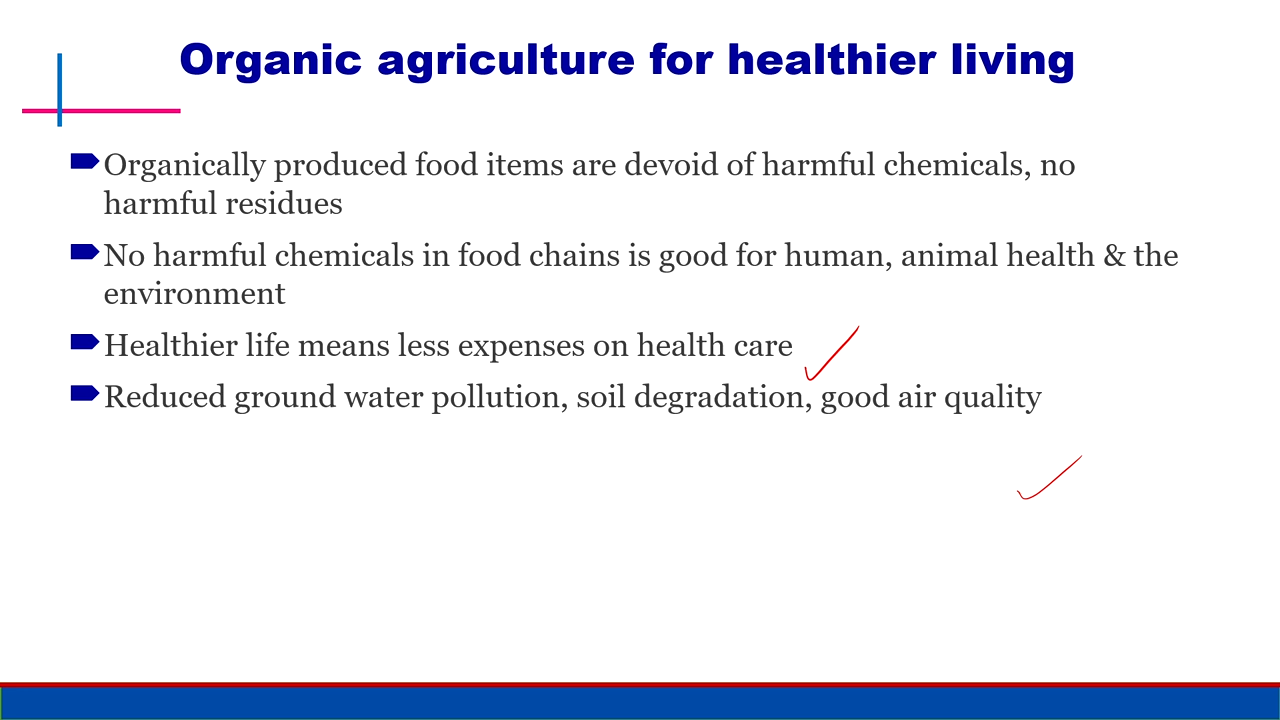 Organic agriculture for healthier living
Organically produced food items are devoid of harmful chemicals, no
harmful residues
No harmful chemicals in food chains is good for human, animal health & the
environment
Healthier life means less expenses on health care
Reduced ground water pollution, soil degradation, good air quality